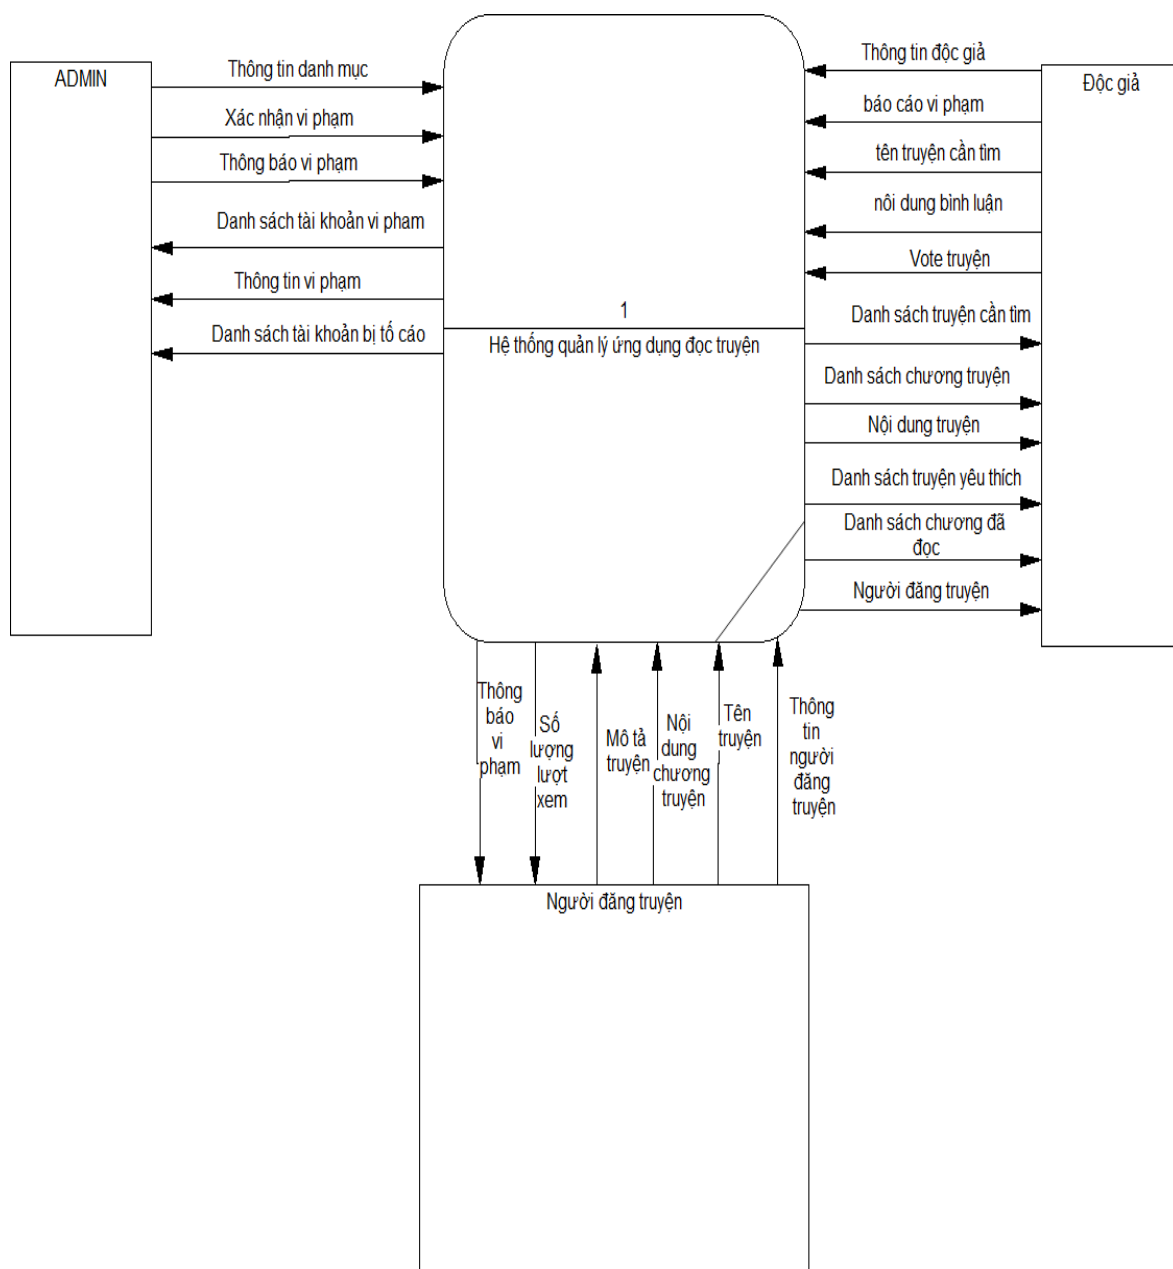 ADMIN
Thông tin danh mục
Xác nhận vi phạm
Thông báo vi phạm
Danh sách tài khoản vi pham
Thông tin vi phạm
Danh sách tài khoản bị tố cáo
1
Hệ thống quản lý ứng dụng đọc truyện
Thông tin độc giả
báo cáo vi phạm
tên truyện cần tìm
nôi dung bình luận
Vote truyện
Danh sách truyện cần tìm
Danh sách chương truyện
Nội dung truyện
Danh sách truyện yêu thích
Danh sách chương đã
đọc
Người đăng truyện
Độc giả
Thông
báo
vi
phạm
Số
lượng
lượt
xem
Mô tả
truyện
Nội
dung
chương
truyện
Tên
truyện
Thông
tin
người
đăng
truyện
Người đăng truyện